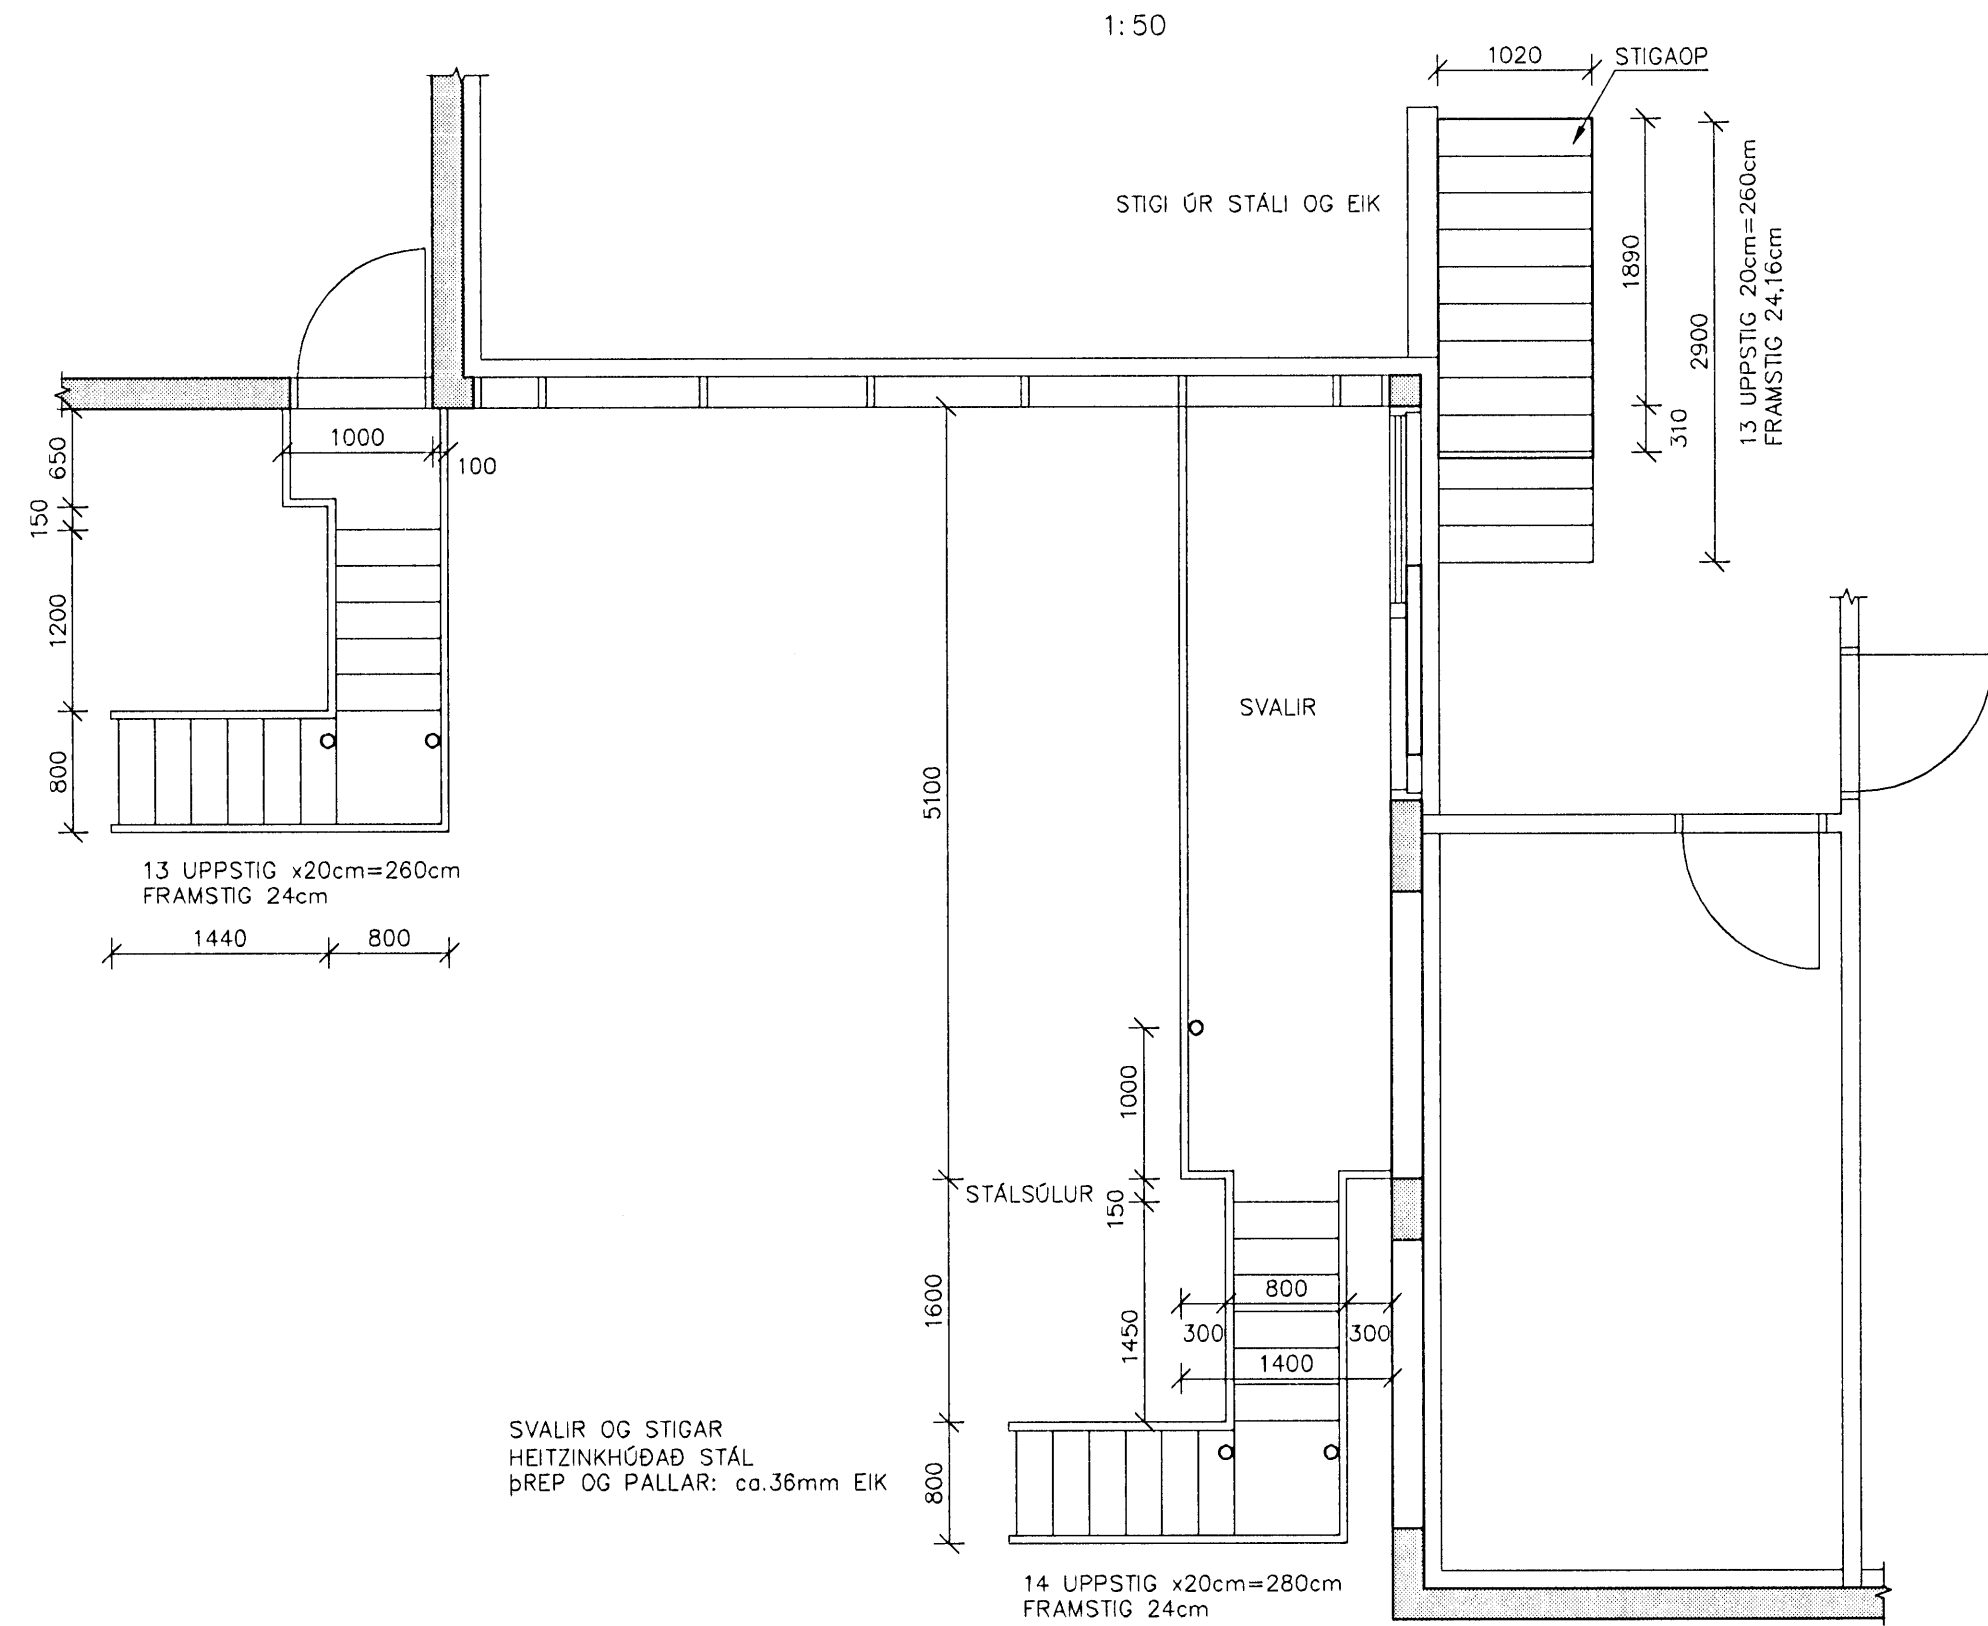 1:50
1020
STIGAOP
STIGI ÚR STÁLI OG EIK
1890
310
2900
13 UPPSTIG 20cm=260cm
FRAMSTIG 24,16cm
1000
100
650
150
1200
800
13 UPPSTIG x20cm=260cm
FRAMSTIG 24cm
1440
800
SVALIR
5100
1000
STÁLSÚLUR
150
1600
1450
800
300
300
1400
SVALIR OG STIGAR
HEITZINKHÚÐAÐ STÁL
ÞREP OG PALLAR: ca.36mm EIK
800
14 UPPSTIG x20cm=280cm
FRAMSTIG 24cm